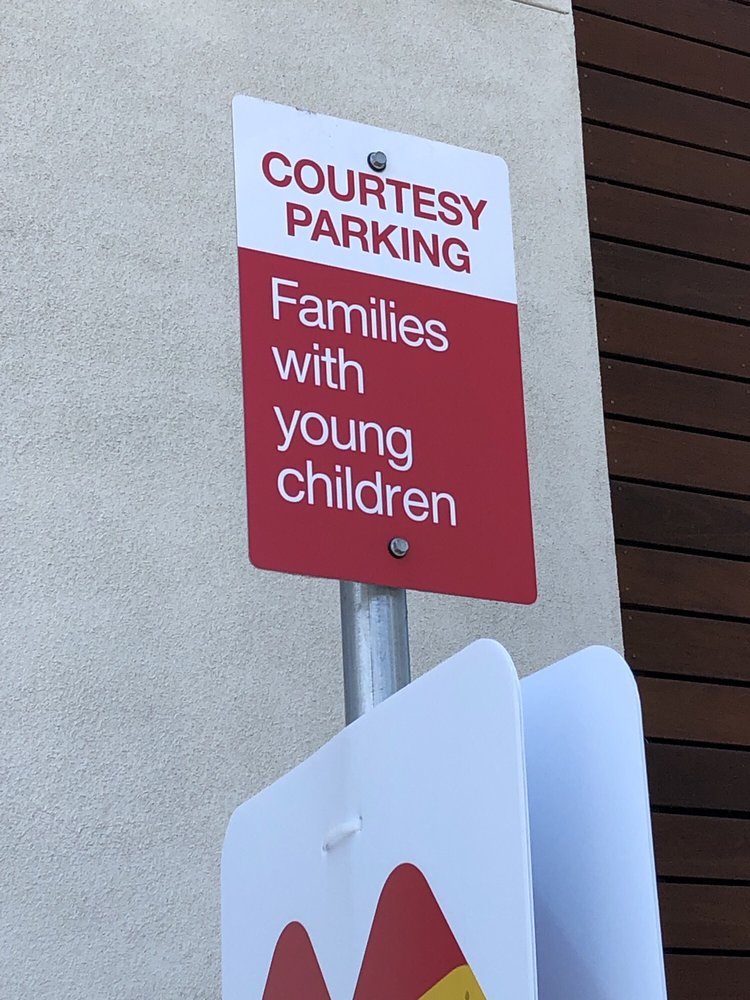 COURTESY
PARKING
Families
with
young
children